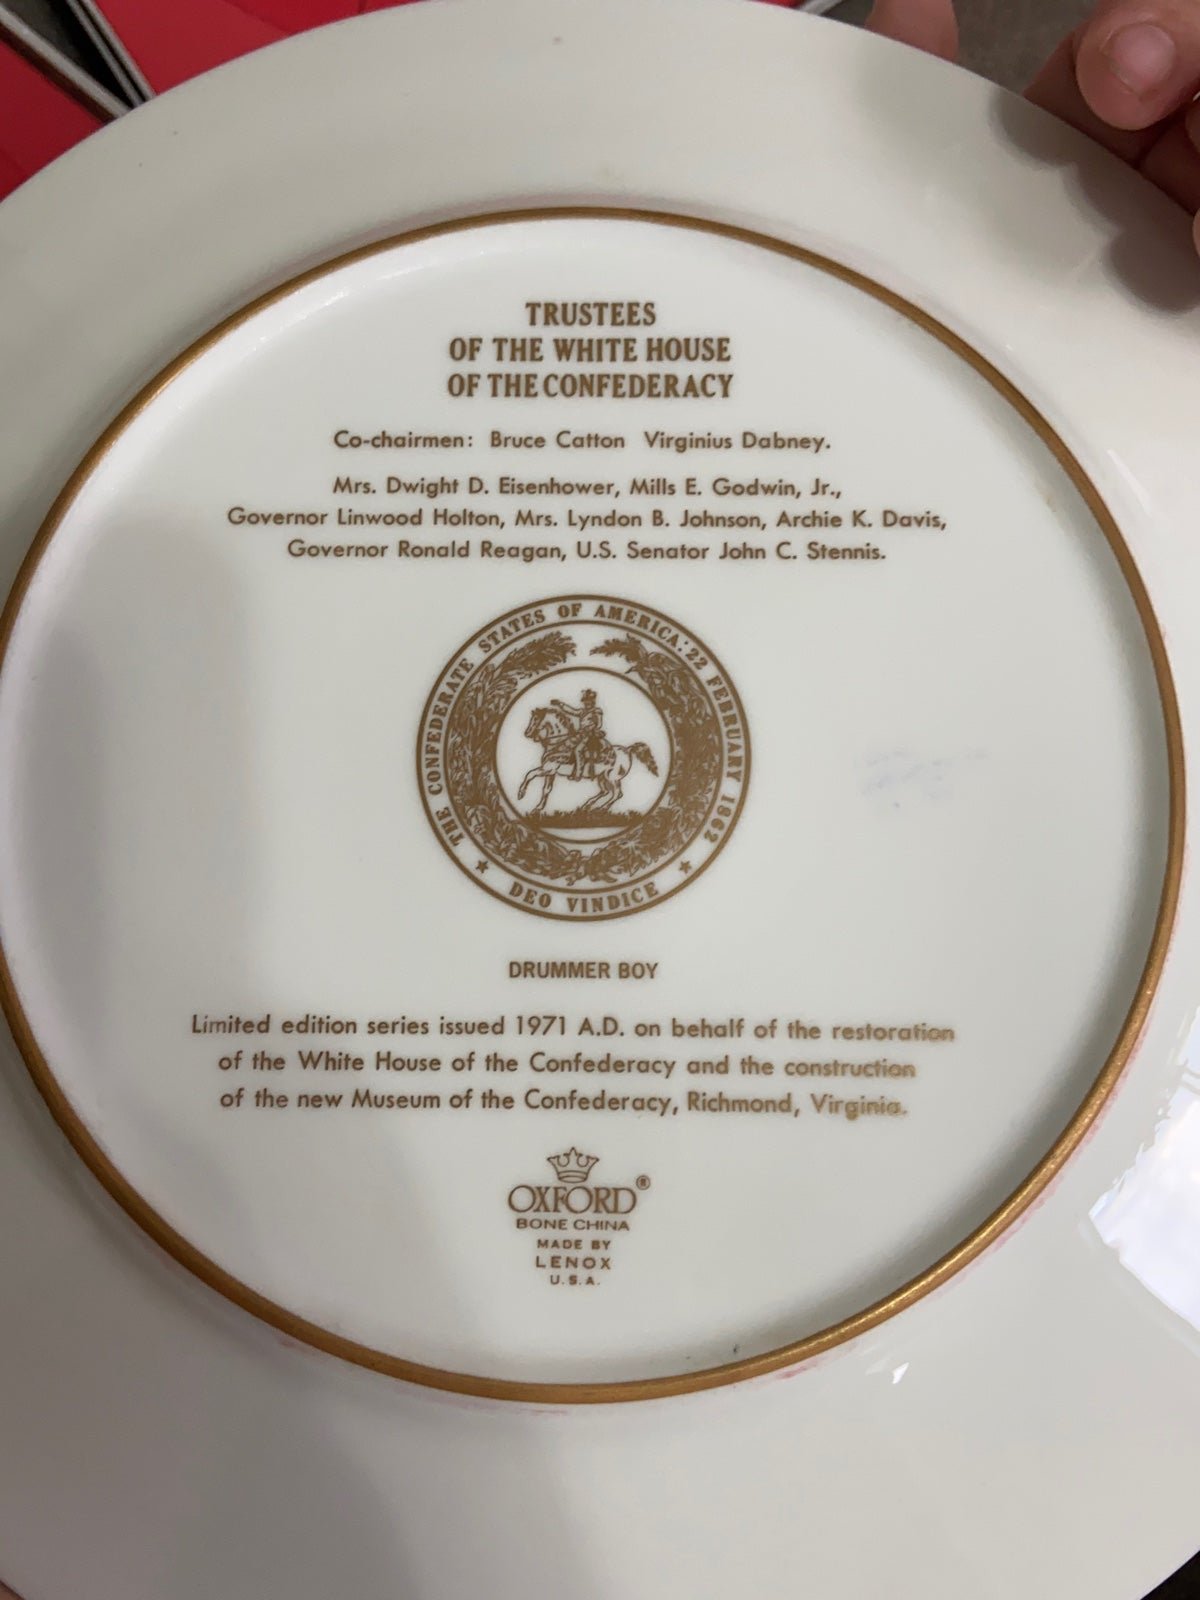 TRUSTEES
OF THE WHITE HOUSE
OF THE CONFEDERACY
Co-chairmen: Bruce Catton Virginius Dabney.
Mrs. Dwight D. Eisenhower, Mills E. Godwin, Jr.,
Governor Linwood Holton, Mrs. Lyndon B. Johnson, Archie K. Davis,
Governor Ronald Reagan, U.S. Senator John C. Stennis.
THE CONFEDERATE STATES OF AMERICA: 22 FEBRUARY 1862
DEO VINDICE
DRUMMER BOY
Limited edition series issued 1971 A.D. on behalf of the restoration
of the White House of the Confederacy and the construction
of the new Museum of the Confederacy, Richmond, Virginia.
OXFORD®
BONE CHINA
MADE BY
LENOX
U.S.A.